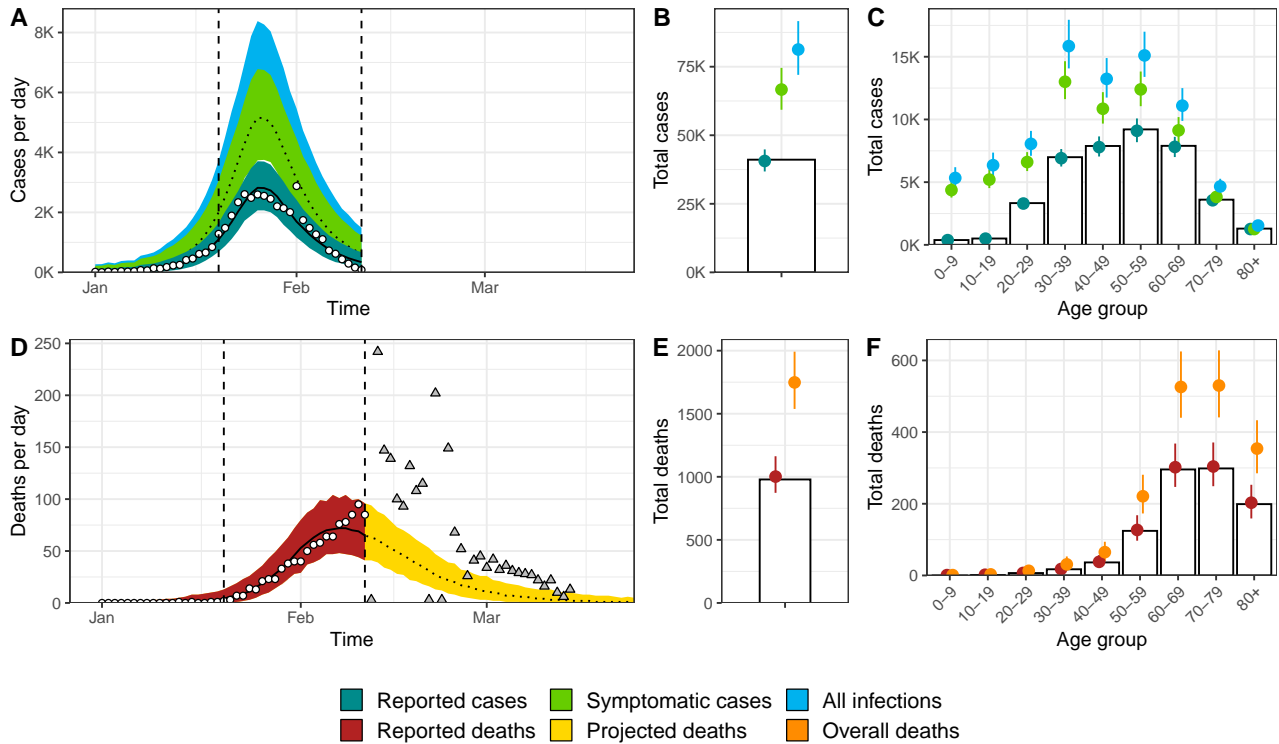 A
Cases per day
8K
6K
4K
2K
0K
Jan
Feb
Mar
Time
B
Total cases
75K
50K
25K
0K
C
Total cases
15K
10K
5K
0K
0−9
10−19
20−29
30−39
40−49
50−59
60−69
70−79
80+
Age group
D
Deaths per day
250
200
150
100
50
0
Jan
Feb
Mar
Time
E
Total deaths
2000
1500
1000
500
0
F
Total deaths
600
400
200
0
0−9
10−19
20−29
30−39
40−49
50−59
60−69
70−79
80+
Age group
Reported cases
Symptomatic cases
All infections
Reported deaths
Projected deaths
Overall deaths